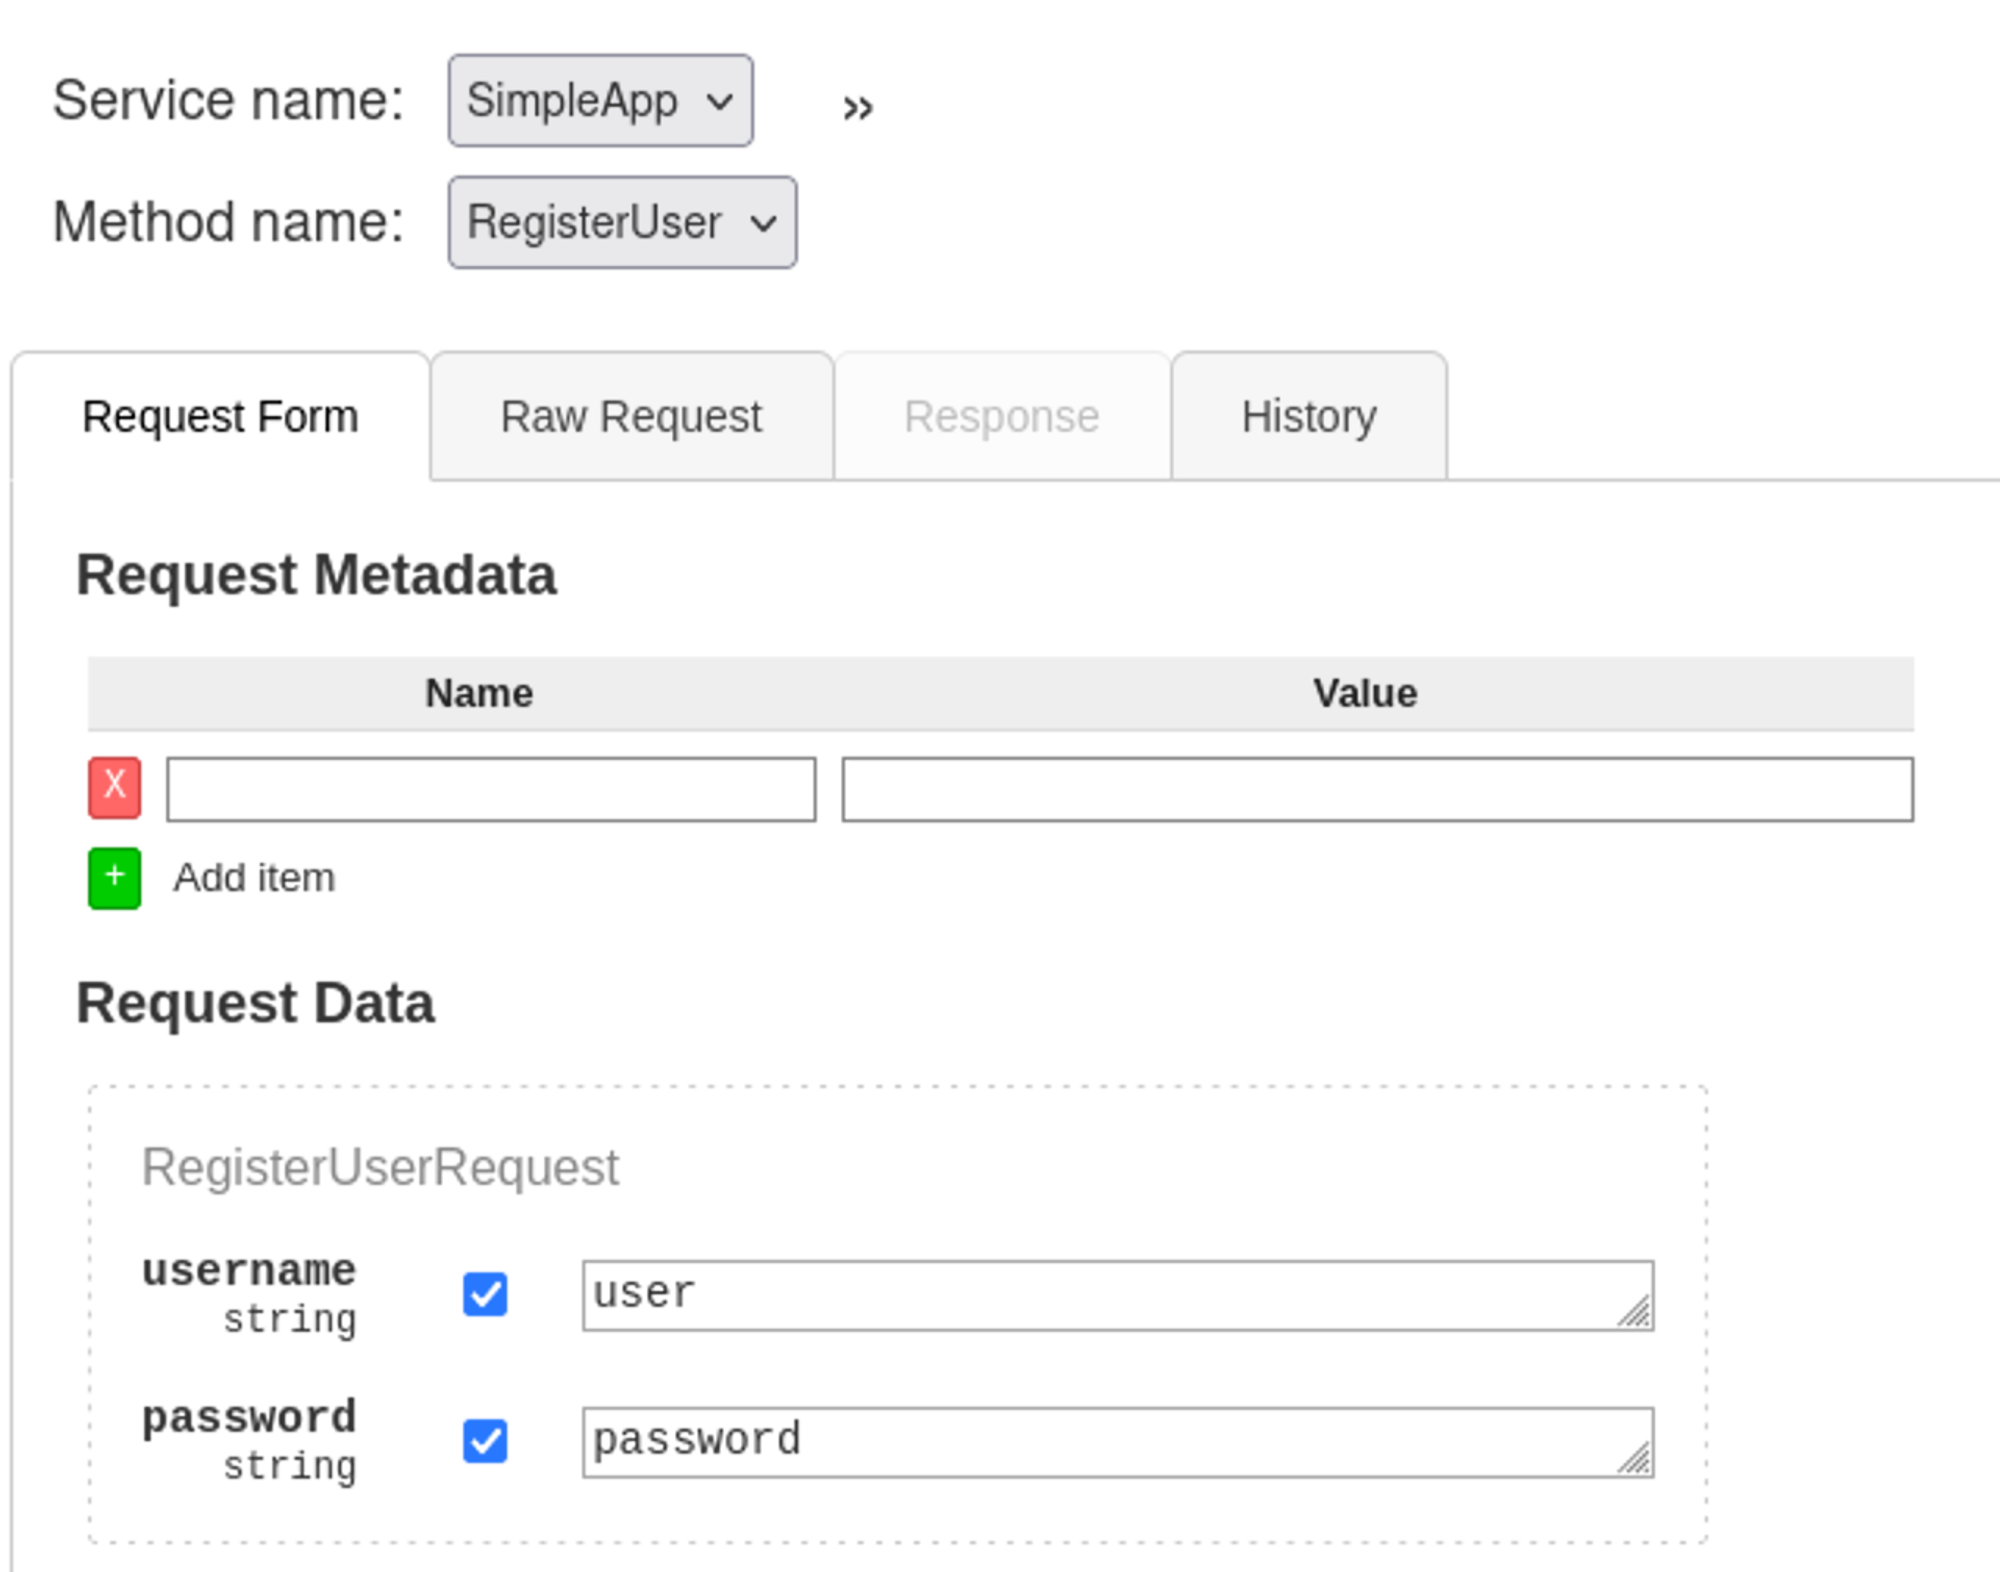 Service name: SimpleApp »
Method name: RegisterUser
Request Form Raw Request Response History
Request Metadata
Name Value
X
+ Add item
Request Data
RegisterUserRequest
username user
string
password password
string